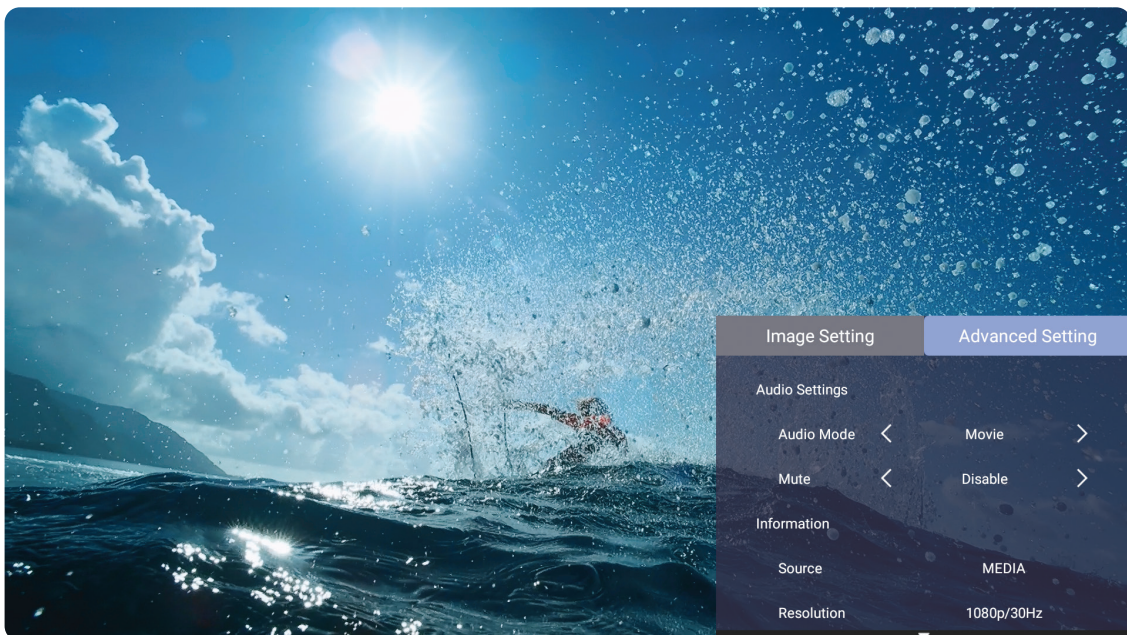 Image Setting Advanced Setting
Audio Settings
Audio Mode Movie
Mute Disable
Information
Source MEDIA
Resolution 1080p/30Hz